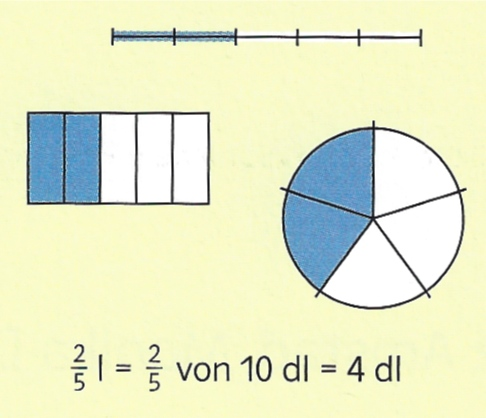 2/5 l = 2/5 von 10 dl = 4 dl